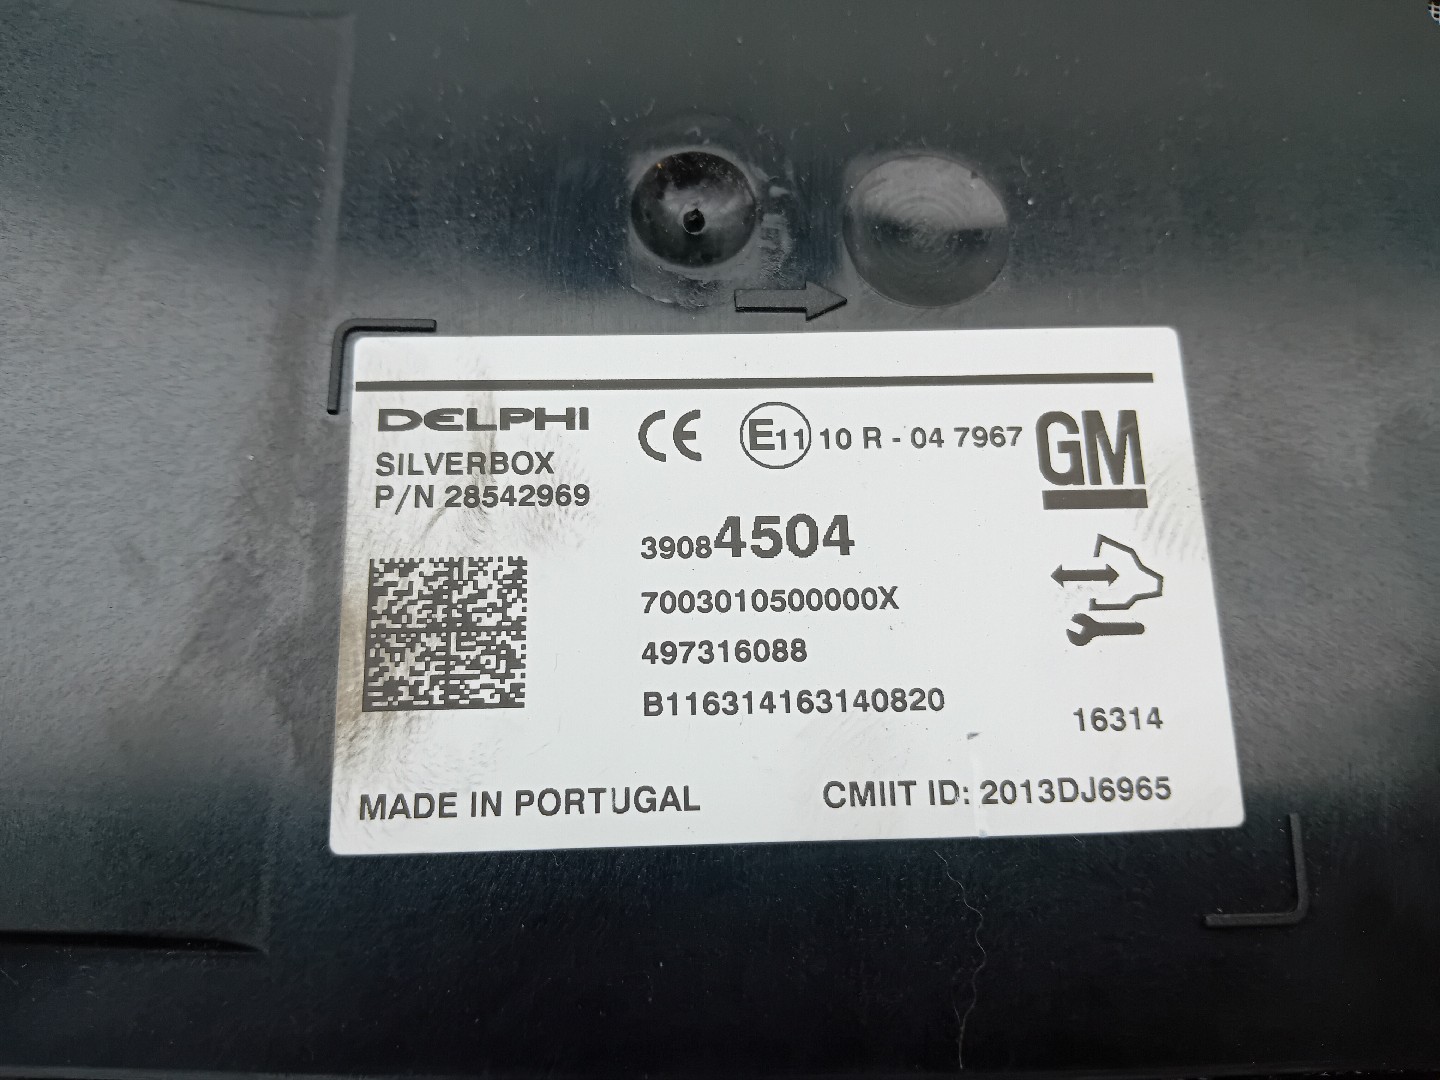 DELPHI
SILVERBOX
P/N 28542969
CE E11 10 R - 04 7967
GM
39084504
7003010500000X
497316088
B116314163140820
16314
MADE IN PORTUGAL
CMIIT ID: 2013DJ6965